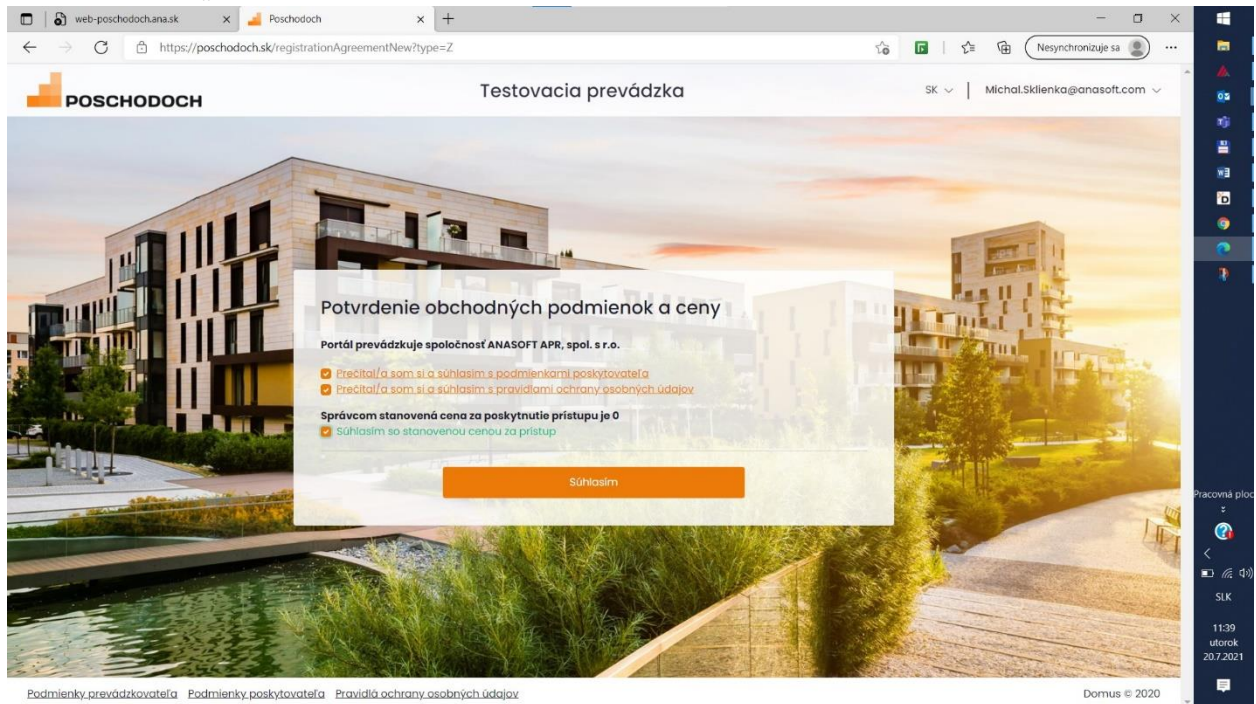 web-poschodoch.ana.sk
Poschodoch
https://poschodoch.sk/registrationAgreementNew?type=Z
Nesynchronizuje sa
POSCHODOCH
Testovacia prevádzka
SK
Michal.Sklienka@anasoft.com
Potvrdenie obchodných podmienok a ceny
Portál prevádzkuje spoločnosť ANASOFT APR, spol. s r.o.
Prečítal/a som si a súhlasím s podmienkami poskytovateľa
Prečítal/a som si a súhlasím s pravidlami ochrany osobných údajov
Správcom stanovená cena za poskytnutie prístupu je 0
Súhlasím so stanovenou cenou za prístup
Súhlasím
Podmienky prevádzkovateľa Podmienky poskytovateľa Pravidlá ochrany osobných údajov
Domus © 2020
Pracovná ploc
SLK
11:39
utorok
20.7.2021